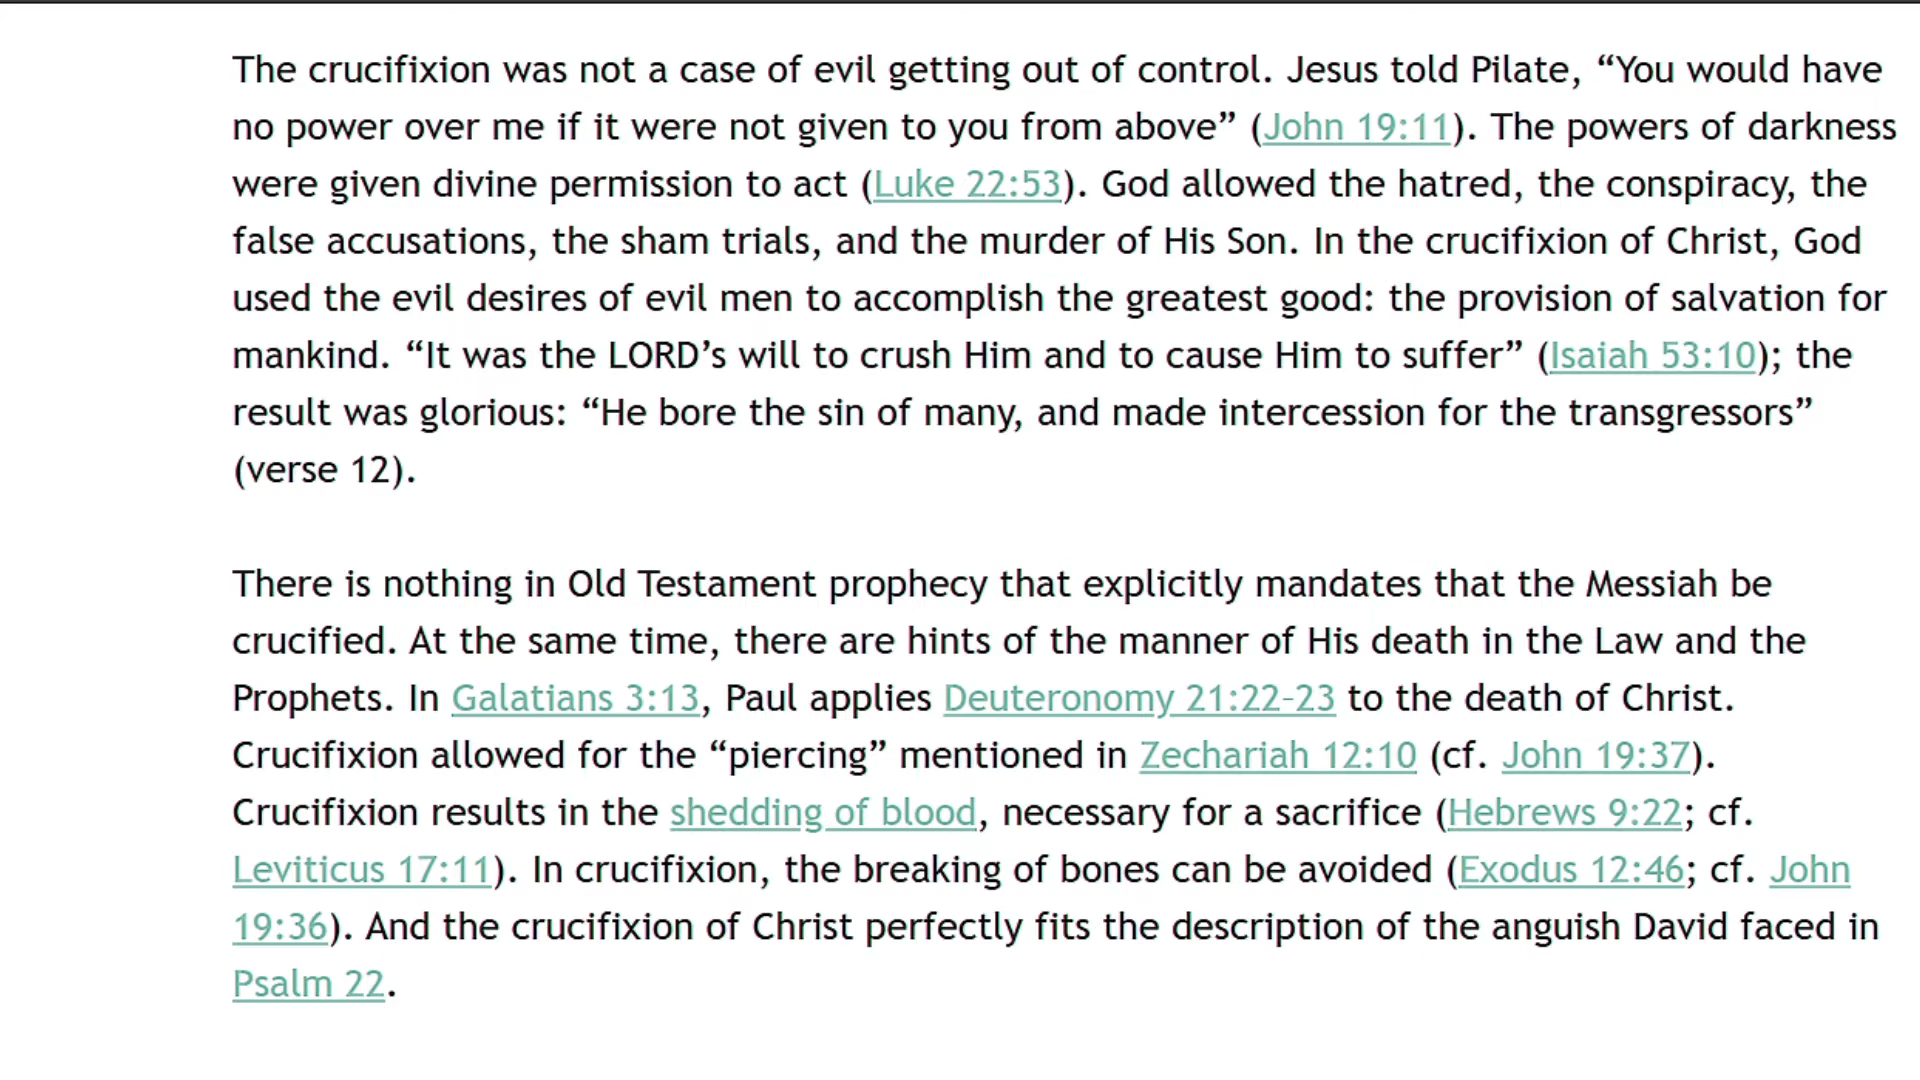 The crucifixion was not a case of evil getting out of control. Jesus told Pilate, “You would have
no power over me if it were not given to you from above” (John 19:11). The powers of darkness
were given divine permission to act (Luke 22:53). God allowed the hatred, the conspiracy, the
false accusations, the sham trials, and the murder of His Son. In the crucifixion of Christ, God
used the evil desires of evil men to accomplish the greatest good: the provision of salvation for
mankind. “It was the LORD’s will to crush Him and to cause Him to suffer” (Isaiah 53:10); the
result was glorious: “He bore the sin of many, and made intercession for the transgressors”
(verse 12).
There is nothing in Old Testament prophecy that explicitly mandates that the Messiah be
crucified. At the same time, there are hints of the manner of His death in the Law and the
Prophets. In Galatians 3:13, Paul applies Deuteronomy 21:22-23 to the death of Christ.
Crucifixion allowed for the “piercing” mentioned in Zechariah 12:10 (cf. John 19:37).
Crucifixion results in the shedding of blood, necessary for a sacrifice (Hebrews 9:22; cf.
Leviticus 17:11). In crucifixion, the breaking of bones can be avoided (Exodus 12:46; cf. John
19:36). And the crucifixion of Christ perfectly fits the description of the anguish David faced in
Psalm 22.